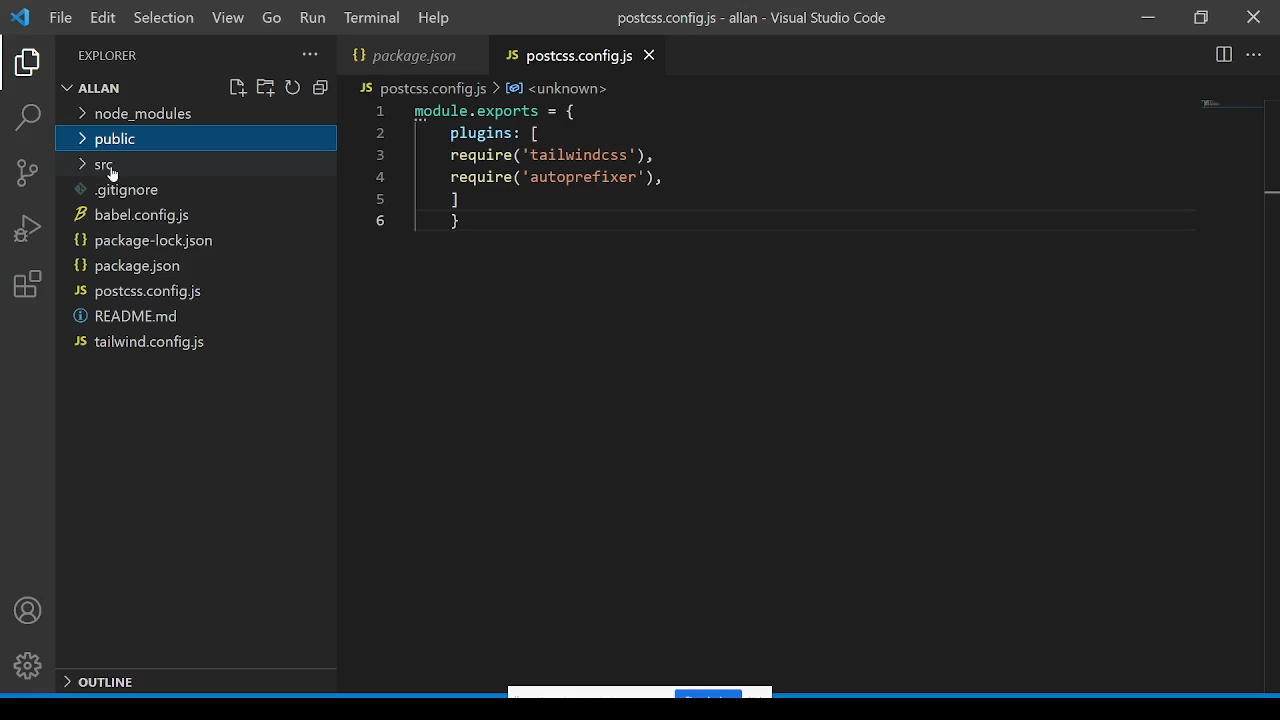 File Edit Selection View Go Run Terminal Help
postcss.config.js - allan - Visual Studio Code
EXPLORER
ALLAN
node_modules
public
src
.gitignore
babel.config.js
package-lock.json
package.json
postcss.config.js
README.md
tailwind.config.js
OUTLINE
{} package.json
JS postcss.config.js
JS postcss.config.js > <unknown>
1 module.exports = {
2 plugins: [
3 require('tailwindcss'),
4 require('autoprefixer'),
5 ]
6 }